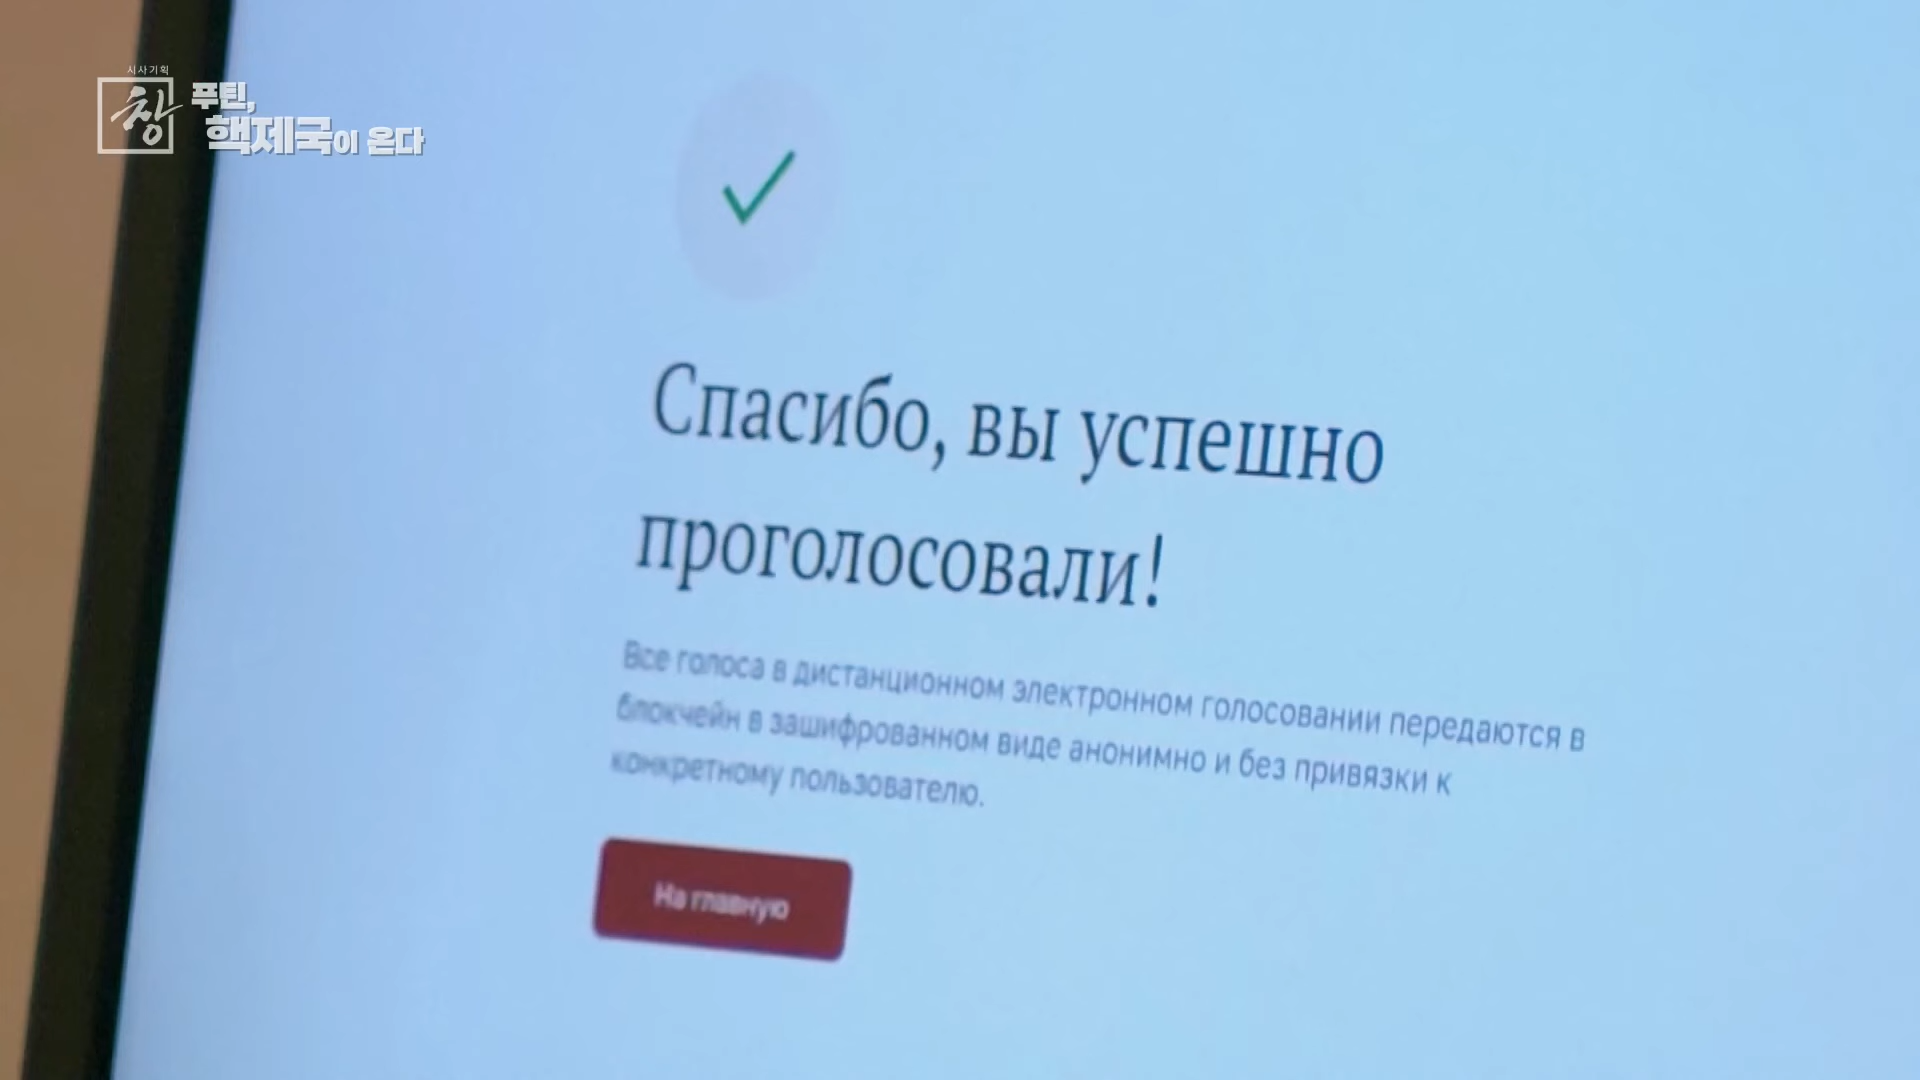 시사기획
창
푸틴,
핵제국이 온다
Спасибо, вы успешно
проголосовали!
Все голоса в дистанционном электронном голосовании передаются в
блокчейн в зашифрованном виде анонимно и без привязки к
конкретному пользователю.
На главную